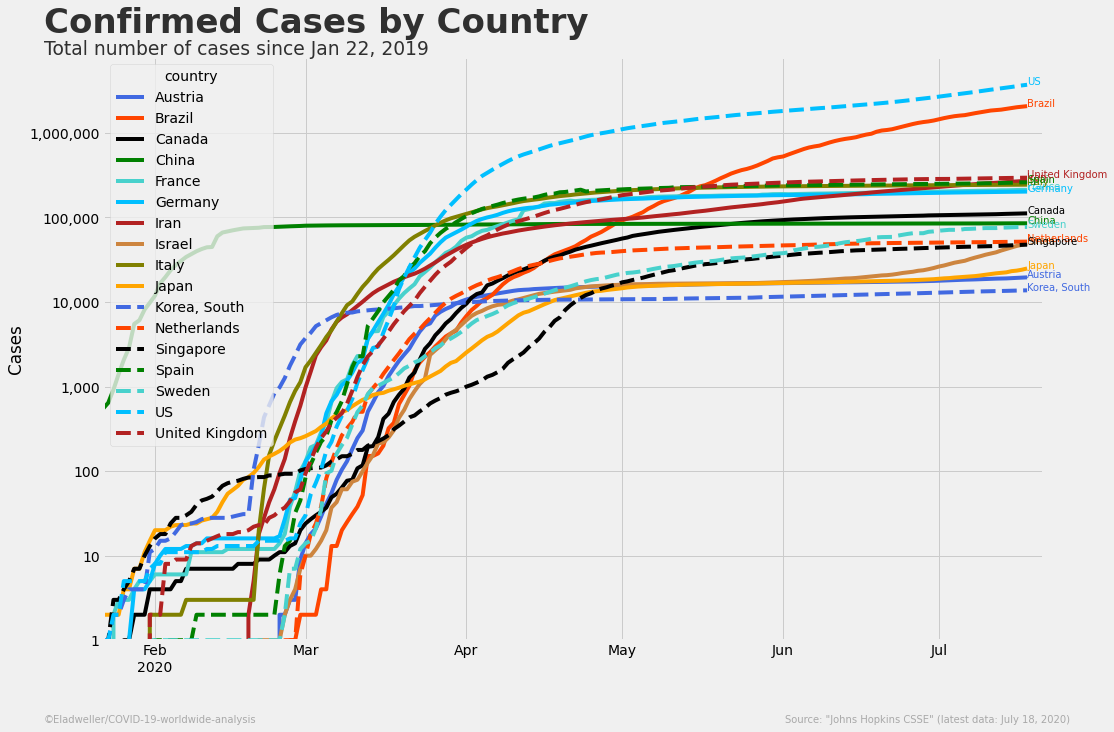 Confirmed Cases by Country
Total number of cases since Jan 22, 2019
country
Austria
Brazil
Canada
China
France
Germany
Iran
Israel
Italy
Japan
Korea, South
Netherlands
Singapore
Spain
Sweden
US
United Kingdom
Cases
1,000,000
100,000
10,000
1,000
100
10
1
US
Brazil
United Kingdom
Spain
Germany
Canada
China
Sweden
Netherlands
Singapore
Japan
Austria
Korea, South
Feb
2020
Mar
Apr
May
Jun
Jul
©Eladweller/COVID-19-worldwide-analysis
Source: "Johns Hopkins CSSE" (latest data: July 18, 2020)